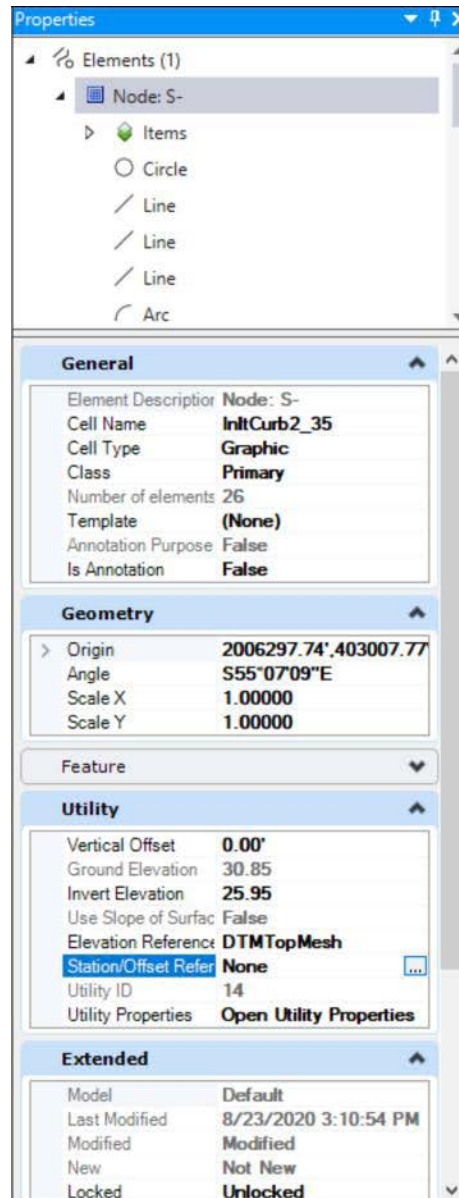 Properties
Elements (1)
Node: S-
Items
Circle
Line
Line
Line
Arc
General
Element Description Node: S-
Cell Name InltCurb2_35
Cell Type Graphic
Class Primary
Number of elements 26
Template (None)
Annotation Purpose False
Is Annotation False
Geometry
Origin 2006297.74',403007.77'
Angle S55°07'09"E
Scale X 1.00000
Scale Y 1.00000
Feature
Utility
Vertical Offset 0.00'
Ground Elevation 30.85
Invert Elevation 25.95
Use Slope of Surfac False
Elevation Reference DTMTopMesh
Station/Offset Refer None ...
Utility ID 14
Utility Properties Open Utility Properties
Extended
Model Default
Last Modified 8/23/2020 3:10:54 PM
Modified Modified
New Not New
Locked Unlocked